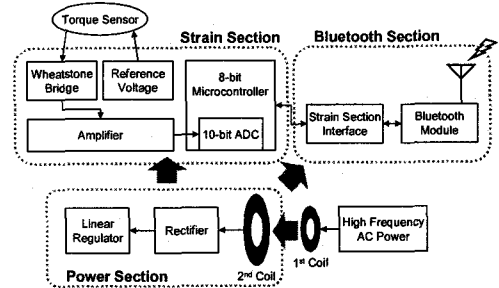 Torque Sensor
Strain Section
Bluetooth Section
Wheatstone
Bridge
Reference
Voltage
8-bit
Microcontroller
Amplifier
10-bit ADC
Strain Section
Interface
Bluetooth
Module
Linear
Regulator
Rectifier
2nd Coil
1st Coil
High Frequency
AC Power
Power Section